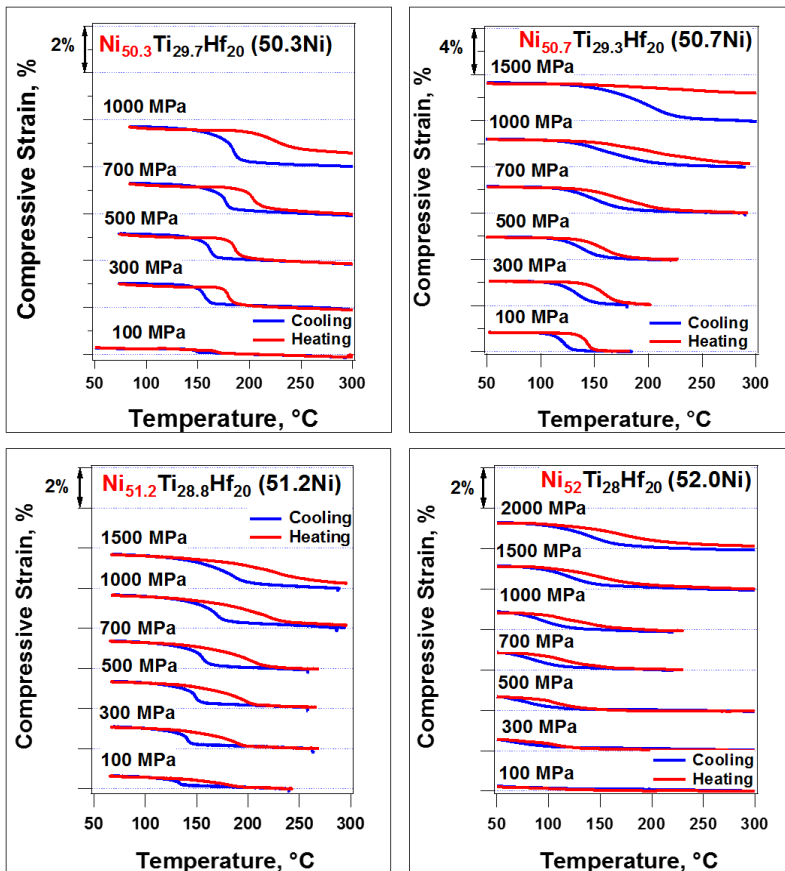 2%
Ni50.3Ti29.7Hf20 (50.3Ni)
Compressive Strain, %
1000 MPa
700 MPa
500 MPa
300 MPa
100 MPa
Cooling
Heating
50 100 150 200 250 300
Temperature, °C
4%
Ni50.7Ti29.3Hf20 (50.7Ni)
Compressive Strain, %
1500 MPa
1000 MPa
700 MPa
500 MPa
300 MPa
100 MPa
Cooling
Heating
50 100 150 200 250 300
Temperature, °C
2%
Ni51.2Ti28.8Hf20 (51.2Ni)
Compressive Strain, %
Cooling
Heating
1500 MPa
1000 MPa
700 MPa
500 MPa
300 MPa
100 MPa
50 100 150 200 250 300
Temperature, °C
2%
Ni52Ti28Hf20 (52.0Ni)
Compressive Strain, %
2000 MPa
1500 MPa
1000 MPa
700 MPa
500 MPa
300 MPa
100 MPa
Cooling
Heating
50 100 150 200 250 300
Temperature, °C